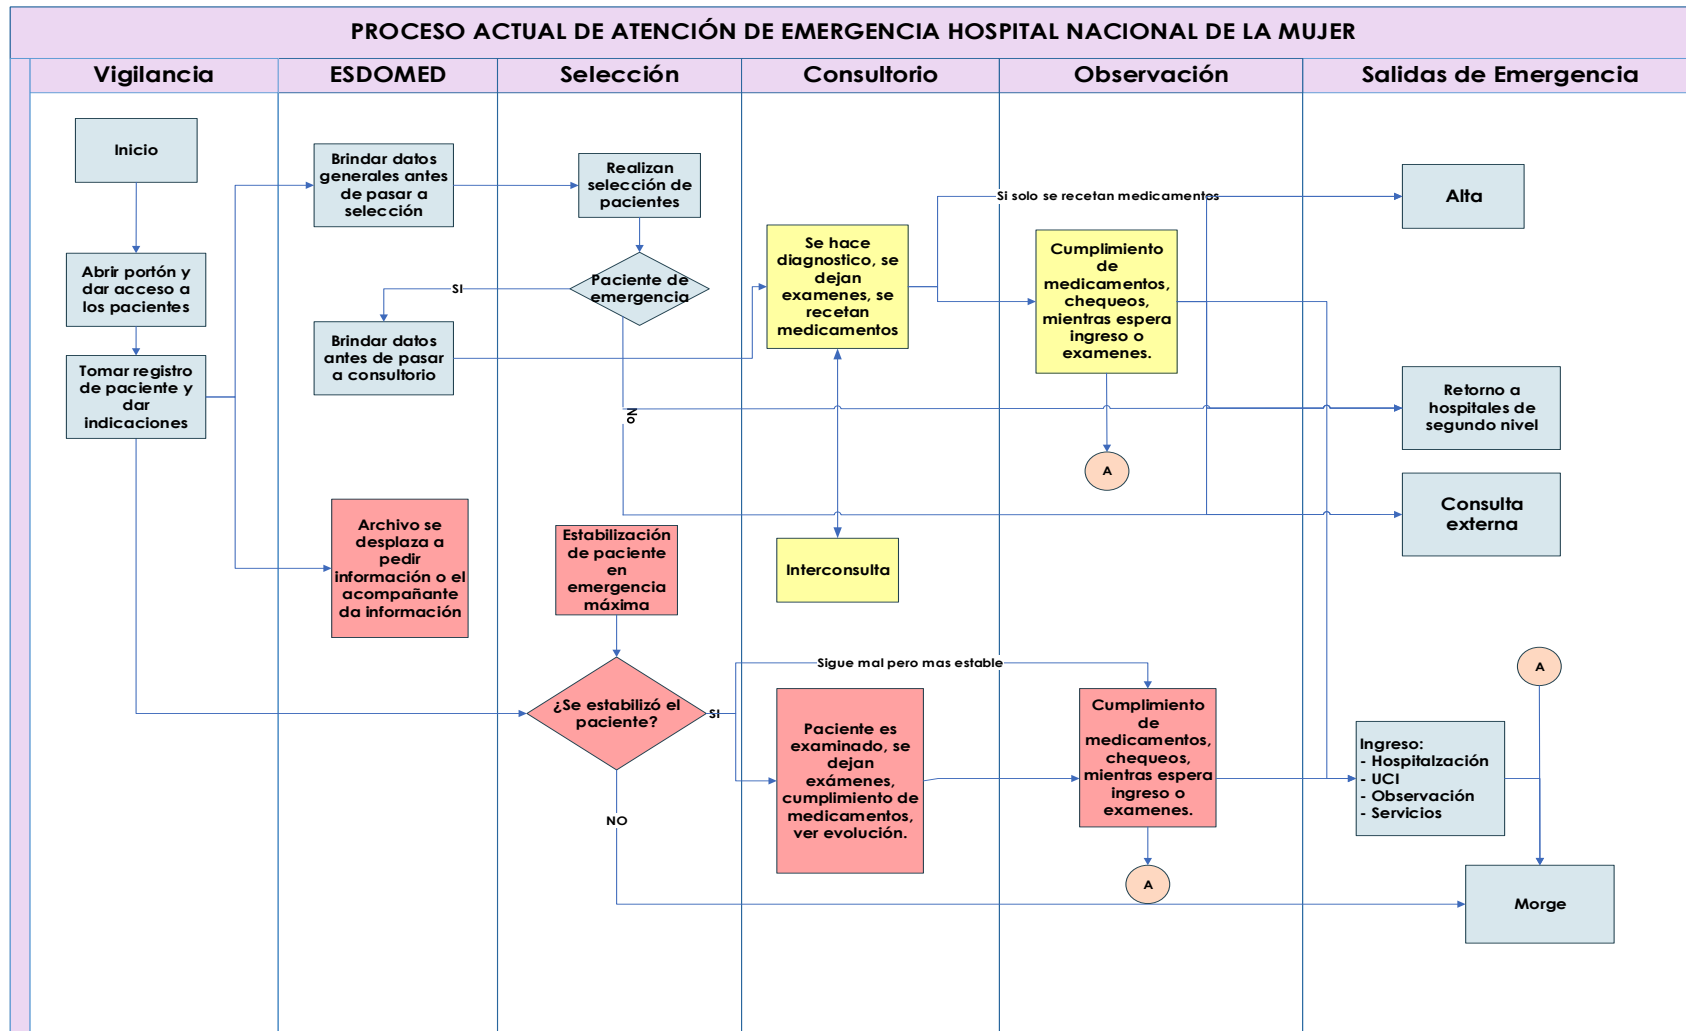 PROCESO ACTUAL DE ATENCIÓN DE EMERGENCIA HOSPITAL NACIONAL DE LA MUJER
Vigilancia
ESDOMED
Selección
Consultorio
Observación
Salidas de Emergencia
Inicio
Abrir portón y
dar acceso a
los pacientes
Tomar registro
de paciente y
dar
indicaciones
Brindar datos
generales antes
de pasar a
selección
Brindar datos
antes de pasar
a consultorio
Archivo se
desplaza a
pedir
información o el
acompañante
da información
Realizan
selección de
pacientes
Paciente de
emergencia
SI
No
Estabilización
de paciente
en
emergencia
máxima
¿Se estabilizó el
paciente?
SI
NO
Se hace
diagnostico, se
dejan
examenes, se
recetan
medicamentos
Interconsulta
Sigue mal pero mas estable
Paciente es
examinado, se
dejan
exámenes,
cumplimiento de
medicamentos,
ver evolución.
Si solo se recetan medicamentos
Cumplimiento
de
medicamentos,
chequeos,
mientras espera
ingreso o
examenes.
A
Cumplimiento
de
medicamentos,
chequeos,
mientras espera
ingreso o
examenes.
A
Alta
Retorno a
hospitales de
segundo nivel
Consulta
externa
A
Ingreso:
- Hospitalzación
- UCI
- Observación
- Servicios
Morge